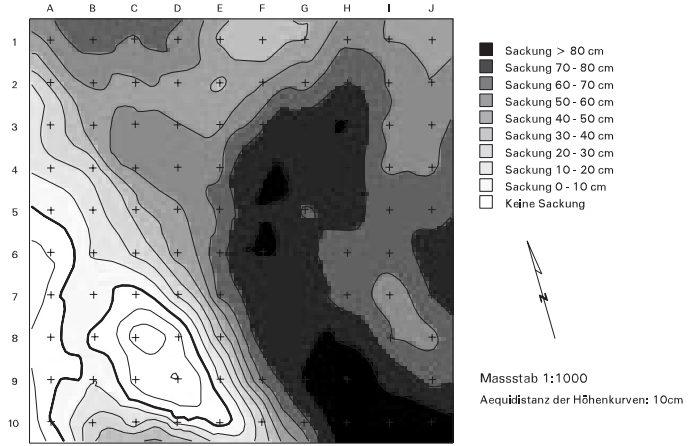 A B C D E F G H I J
1
2
3
4
5
6
7
8
9
10
Sackung > 80 cm
Sackung 70 - 80 cm
Sackung 60 - 70 cm
Sackung 50 - 60 cm
Sackung 40 - 50 cm
Sackung 30 - 40 cm
Sackung 20 - 30 cm
Sackung 10 - 20 cm
Sackung 0 - 10 cm
Keine Sackung
N
Massstab 1:1000
Aequidistanz der Höhenkurven: 10cm